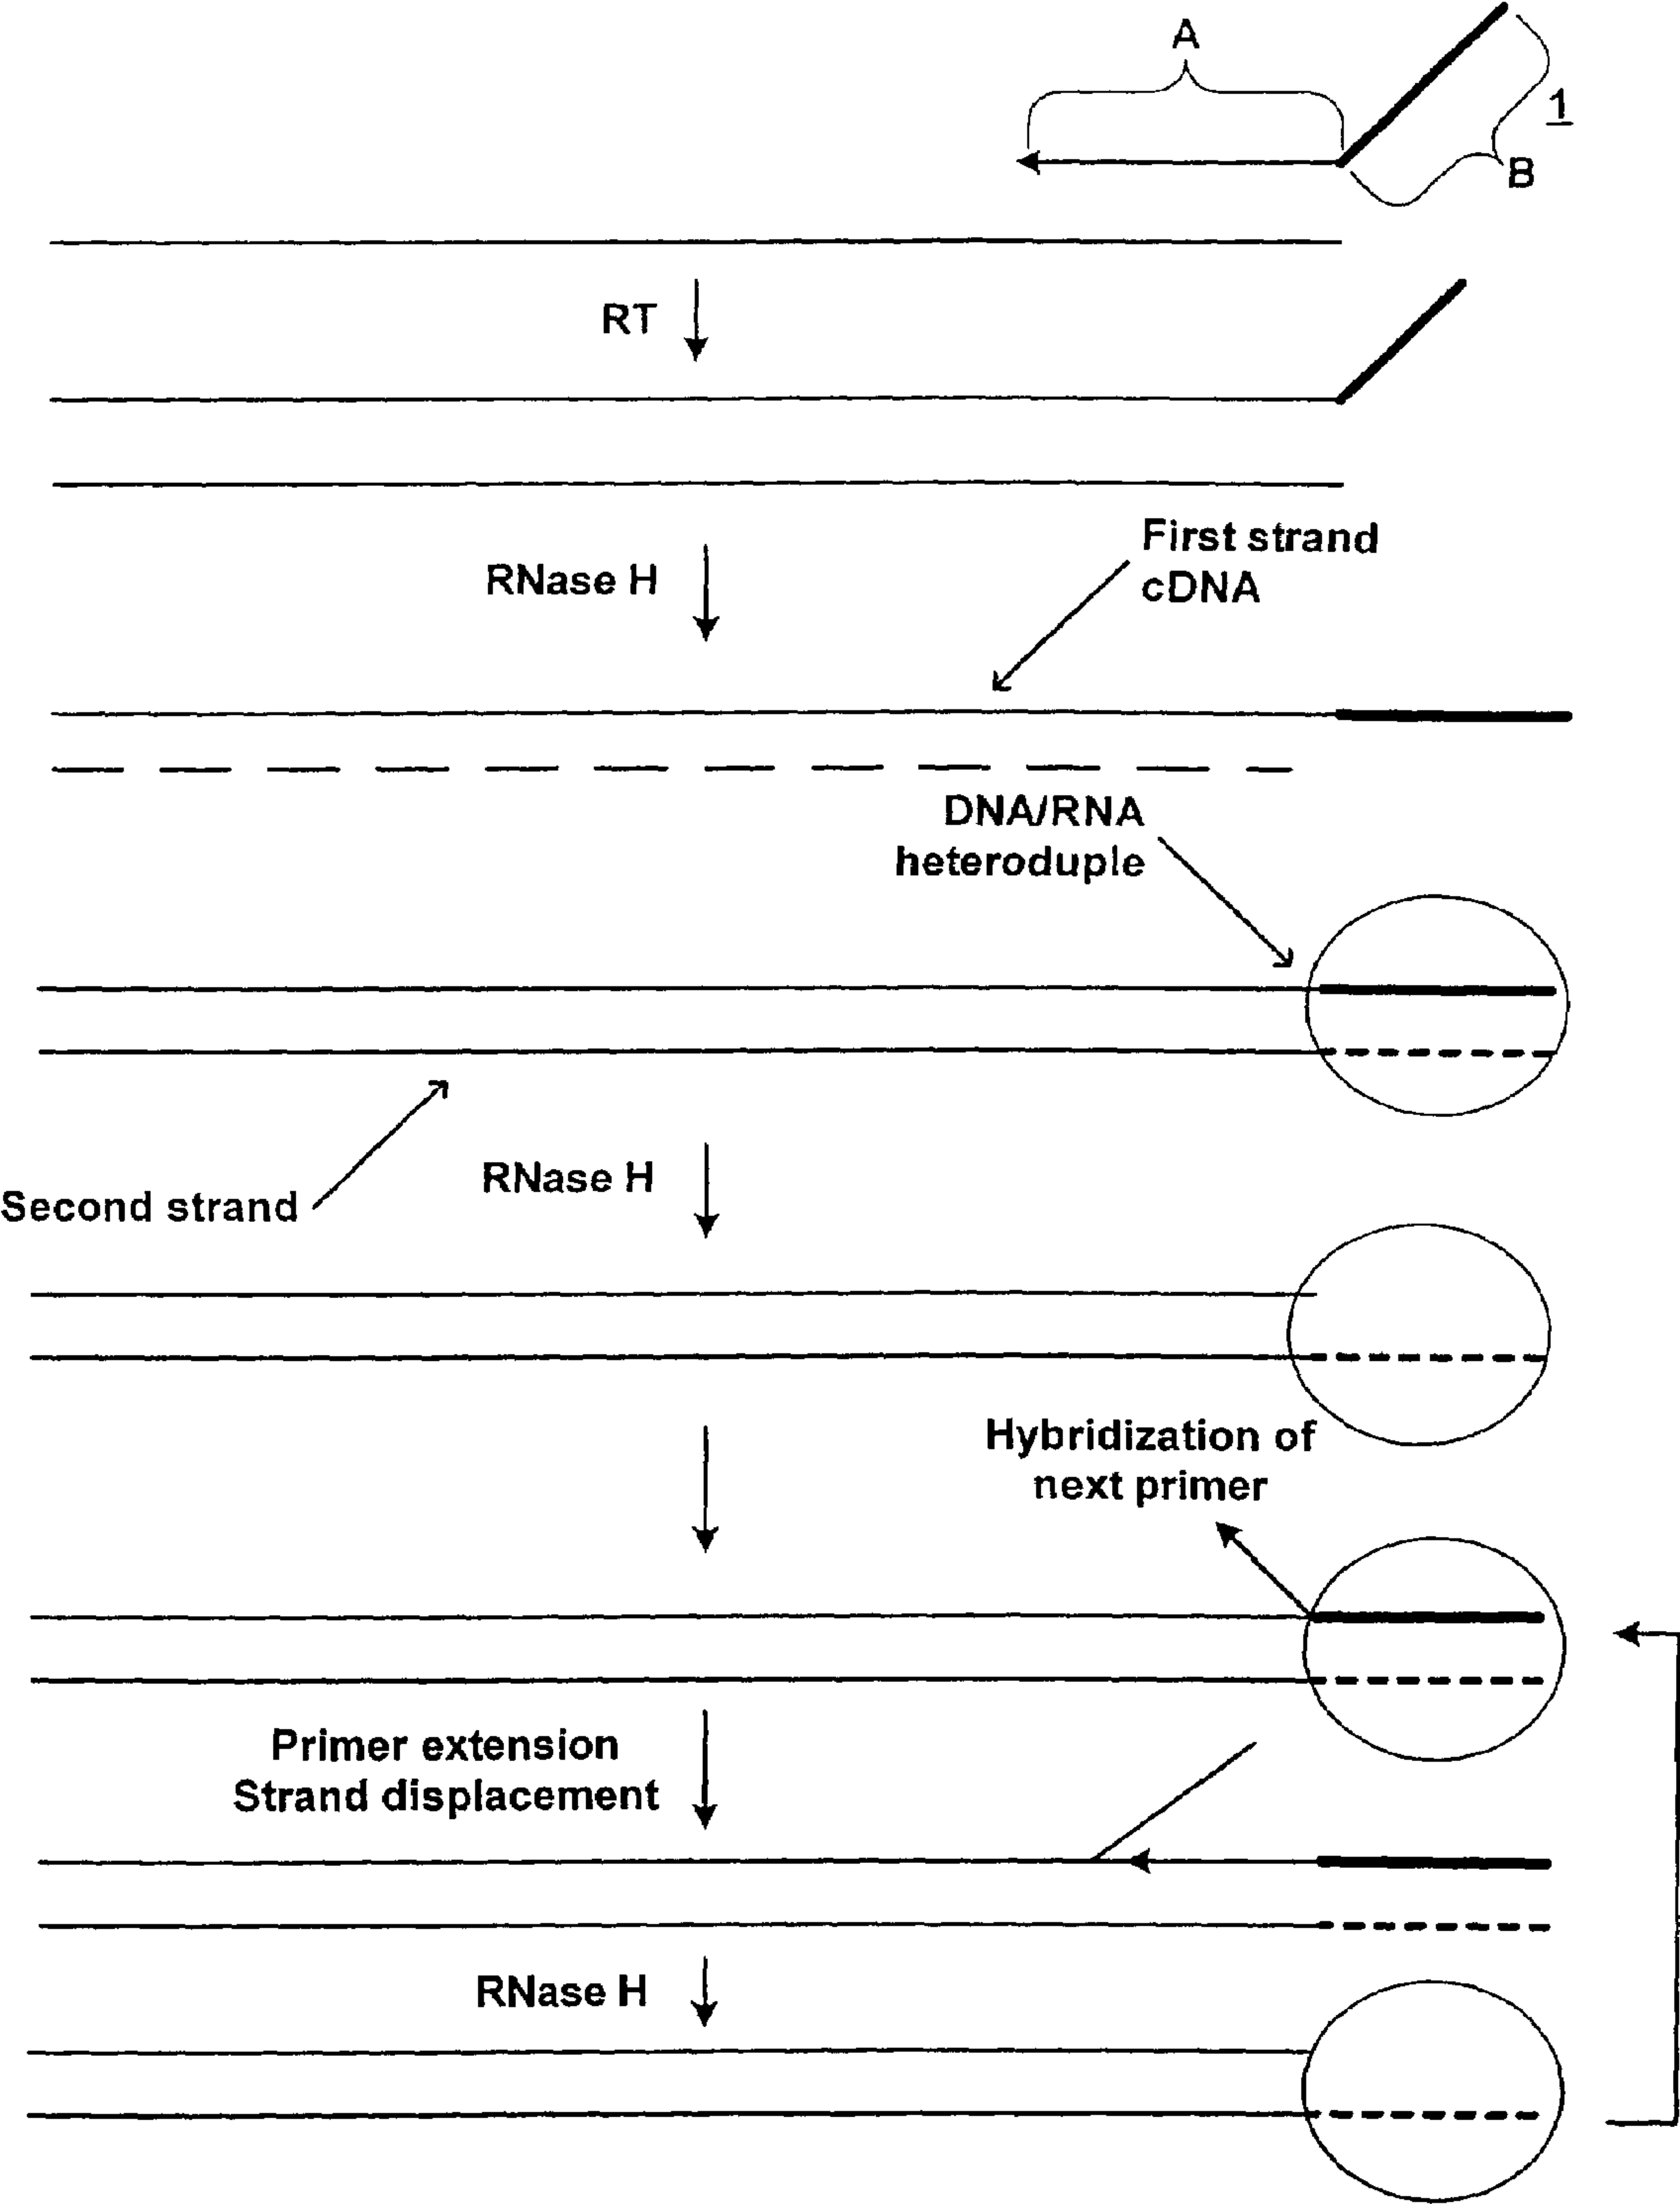 A
1
B
RT
First strand
cDNA
RNase H
DNA/RNA
heteroduple
Second strand
RNase H
Hybridization of
next primer
Primer extension
Strand displacement
RNase H